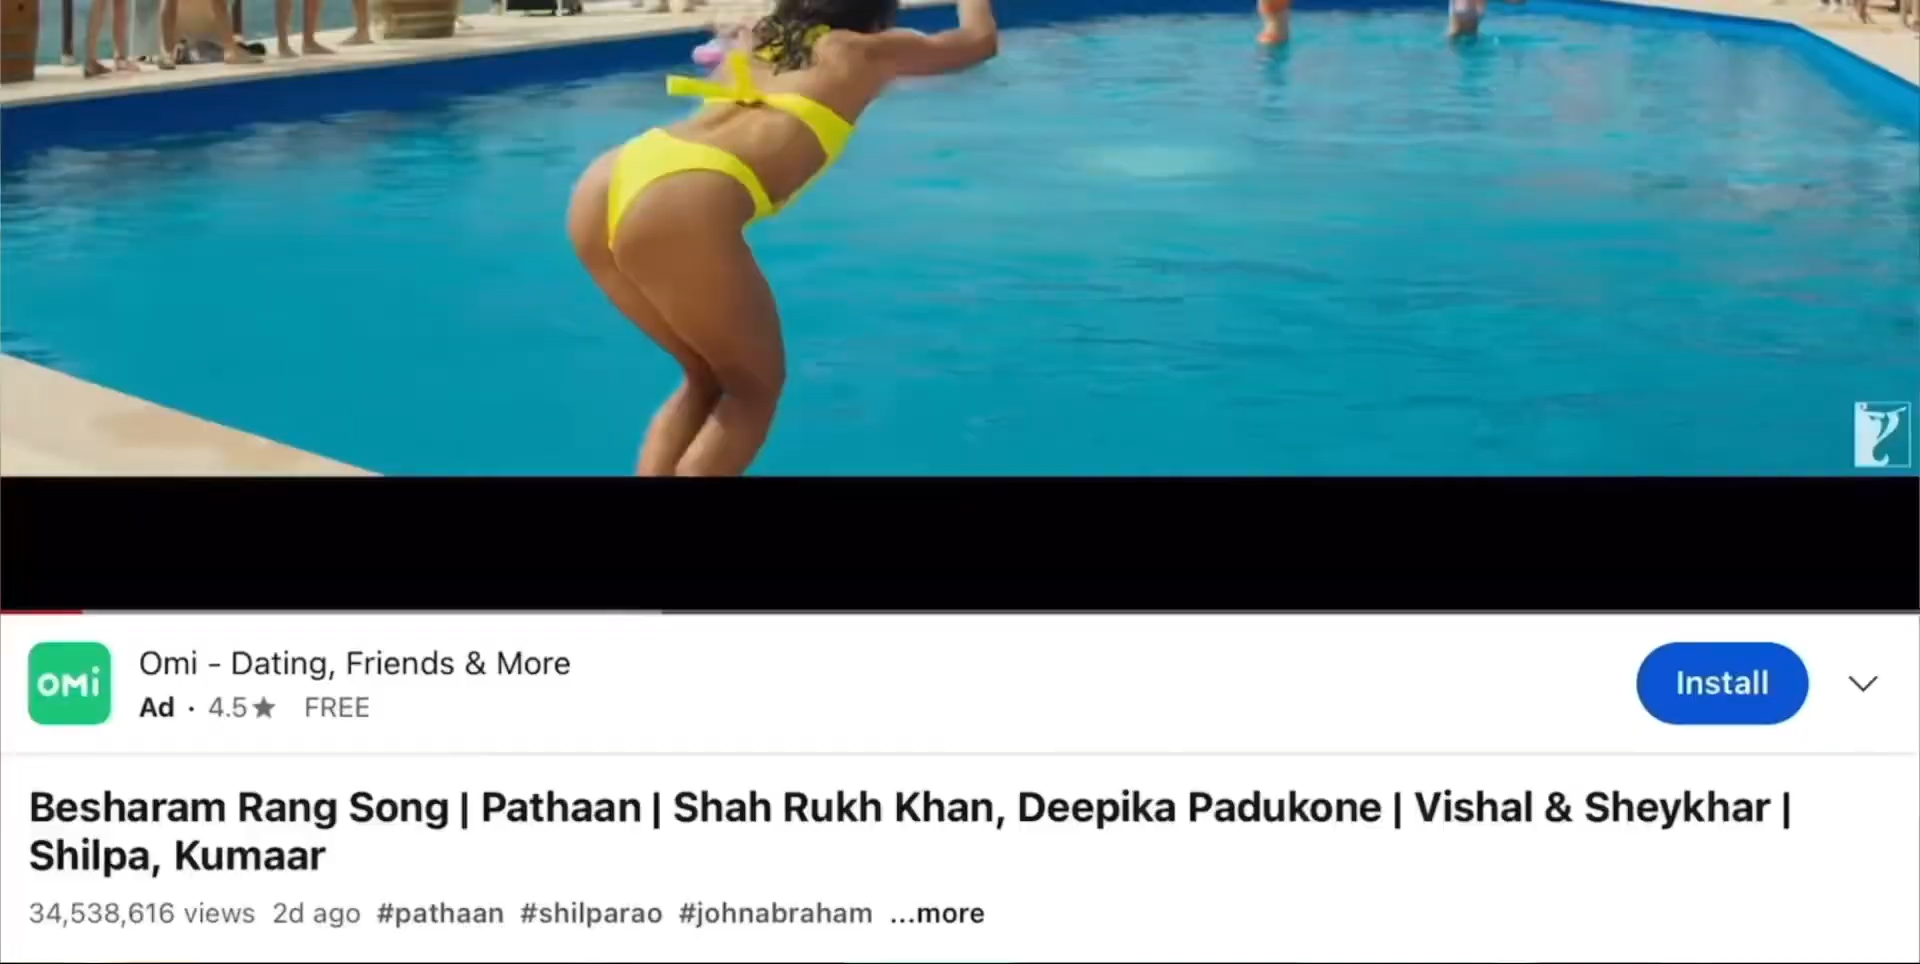 OMi
Omi - Dating, Friends & More
Ad · 4.5★ FREE
Install
Besharam Rang Song | Pathaan | Shah Rukh Khan, Deepika Padukone | Vishal & Sheykhar |
Shilpa, Kumaar
34,538,616 views 2d ago #pathaan #shilparao #johnabraham ...more